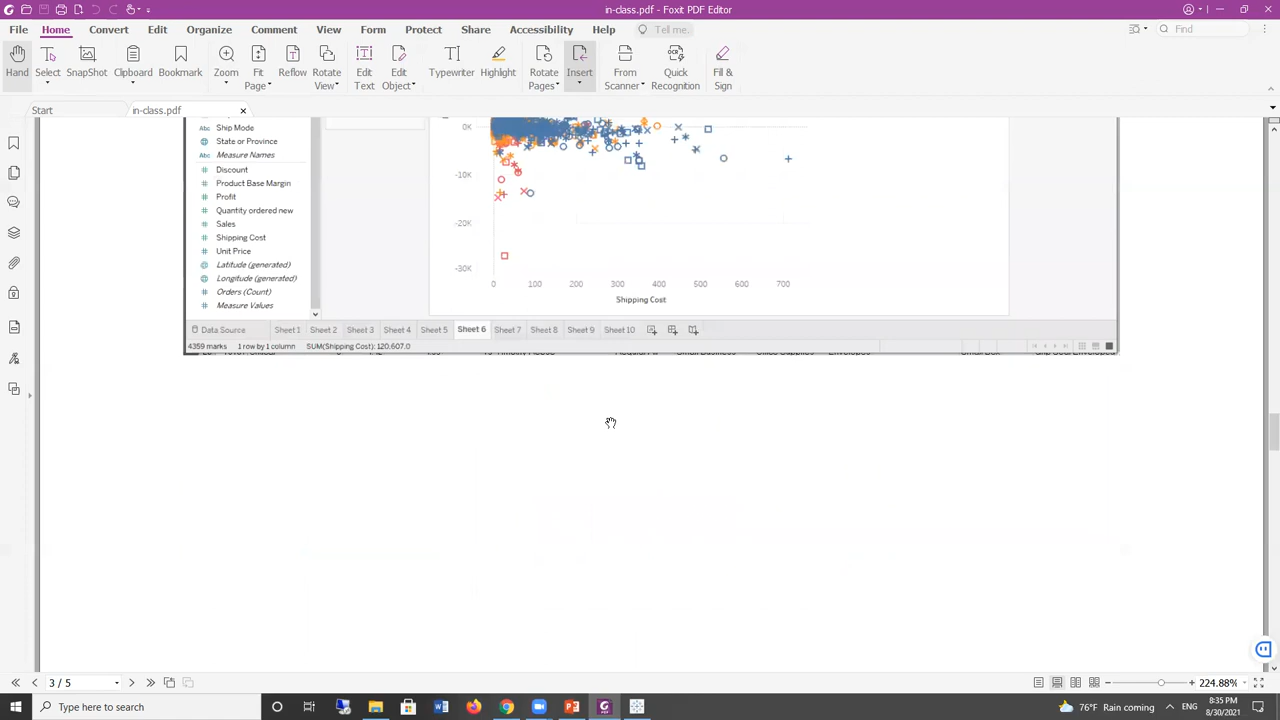 in-class.pdf - Foxit PDF Editor
File Home Convert Edit Organize Comment View Form Protect Share Accessibility Help Tell me. Find
Hand Select SnapShot Clipboard Bookmark Zoom Fit Page Reflow Rotate View Edit Text Edit Object Typewriter Highlight Rotate Pages Insert From Scanner Quick Recognition Fill & Sign
Start in-class.pdf
Abc Ship Mode
State or Province
Abc Measure Names
# Discount
# Product Base Margin
# Profit
# Quantity ordered new
# Sales
# Shipping Cost
# Unit Price
Latitude (generated)
Longitude (generated)
# Orders (Count)
# Measure Values
0K
-10K
-20K
-30K
0 100 200 300 400 500 600 700
Shipping Cost
Data Source Sheet 1 Sheet 2 Sheet 3 Sheet 4 Sheet 5 Sheet 6 Sheet 7 Sheet 8 Sheet 9 Sheet 10
4359 marks 1 row by 1 column SUM(Shipping Cost): 120,607.0
3 / 5 224.88%
Type here to search 76°F Rain coming ENG 8:35 PM 8/30/2021